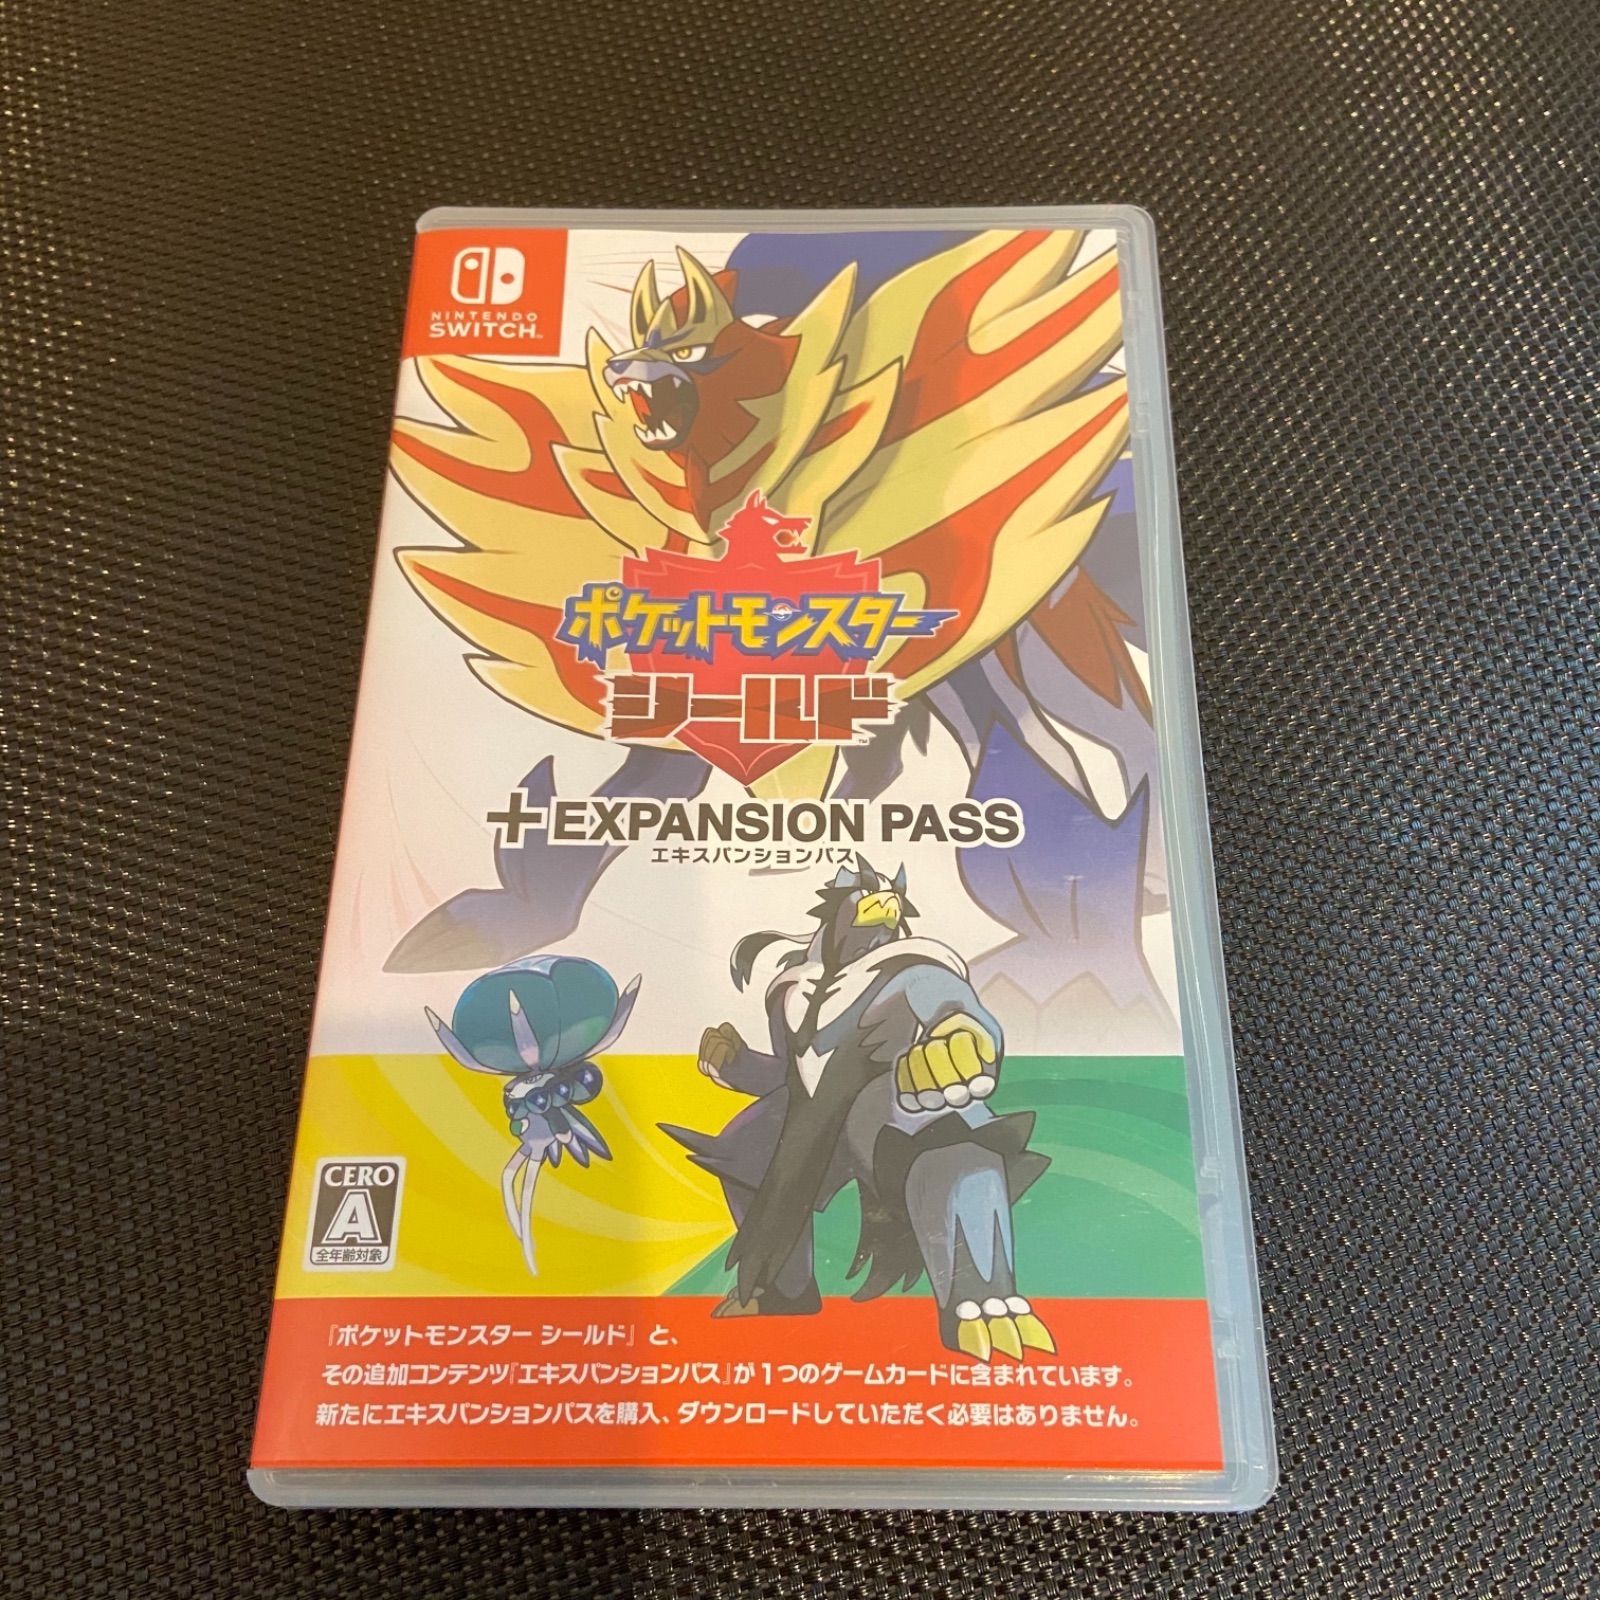 NINTENDO
SWITCH™
ポケットモンスター
シールド™
+EXPANSION PASS
エキスパンションパス
CERO
A
全年齢対象
『ポケットモンスター シールド』と、
その追加コンテンツ『エキスパンションパス』が1つのゲームカードに含まれています。
新たにエキスパンションパスを購入、ダウンロードしていただく必要はありません。